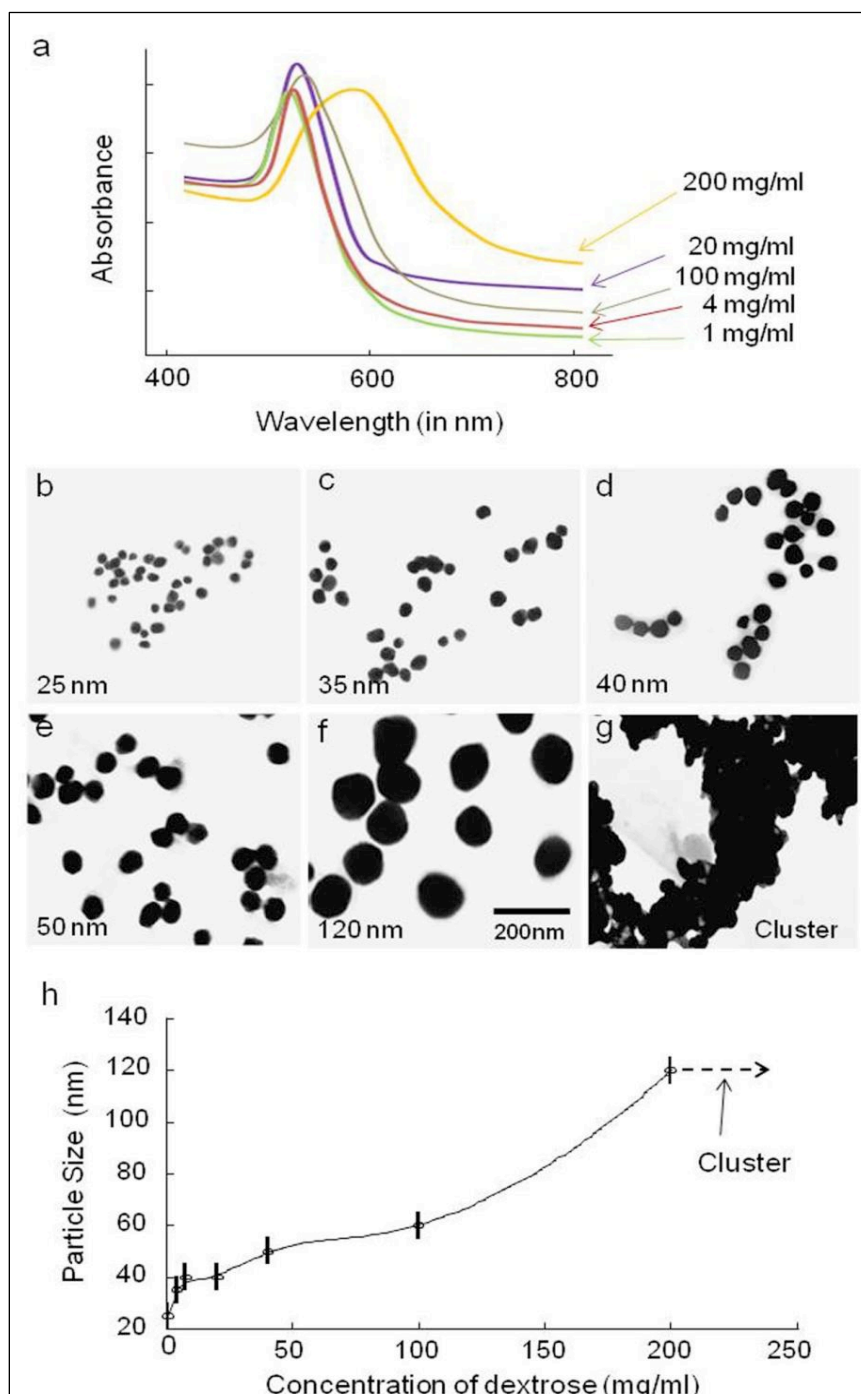 a
Absorbance
200 mg/ml
20 mg/ml
100 mg/ml
4 mg/ml
1 mg/ml
400 600 800
Wavelength (in nm)
b
25 nm
c
35 nm
d
40 nm
e
50 nm
f
120 nm
200nm
g
Cluster
h
Particle Size (nm)
140
120
100
80
60
40
20
Cluster
0 50 100 150 200 250
Concentration of dextrose (mg/ml)